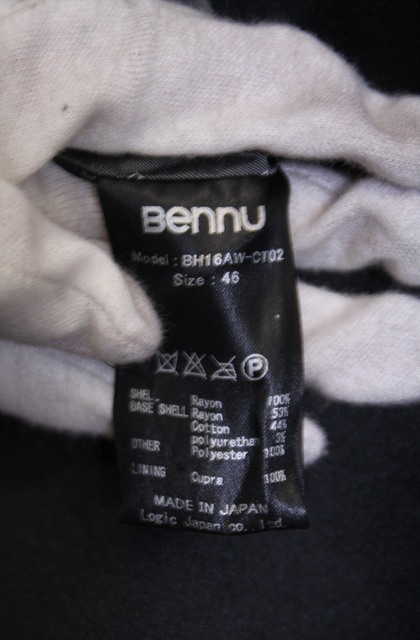 Bennu
Model : BH16AW-CT02
Size : 46
P
SHELL Rayon 100%
BASE SHELL Rayon 53%
Cotton 44%
polyurethan 3%
OTHER Polyester 100%
LINING Cupra 100%
MADE IN JAPAN
Logic Japan co., Ltd.